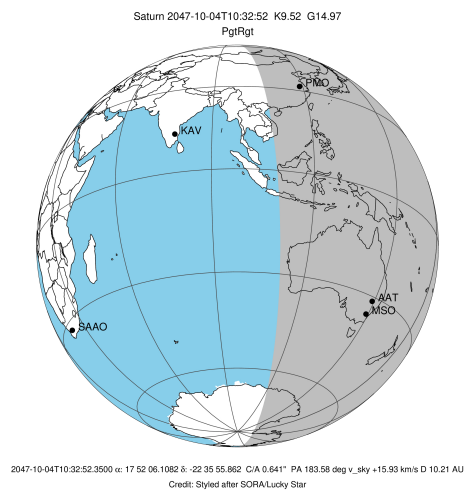 Saturn 2047-10-04T10:32:52  K9.52  G14.97
PgtRgt
PMO
KAV
AAT
MSO
SAAO
2047-10-04T10:32:52.3500 α: 17 52 06.1082 δ: -22 35 55.862  C/A 0.641"  PA 183.58 deg v_sky +15.93 km/s D 10.21 AU
Credit: Styled after SORA/Lucky Star